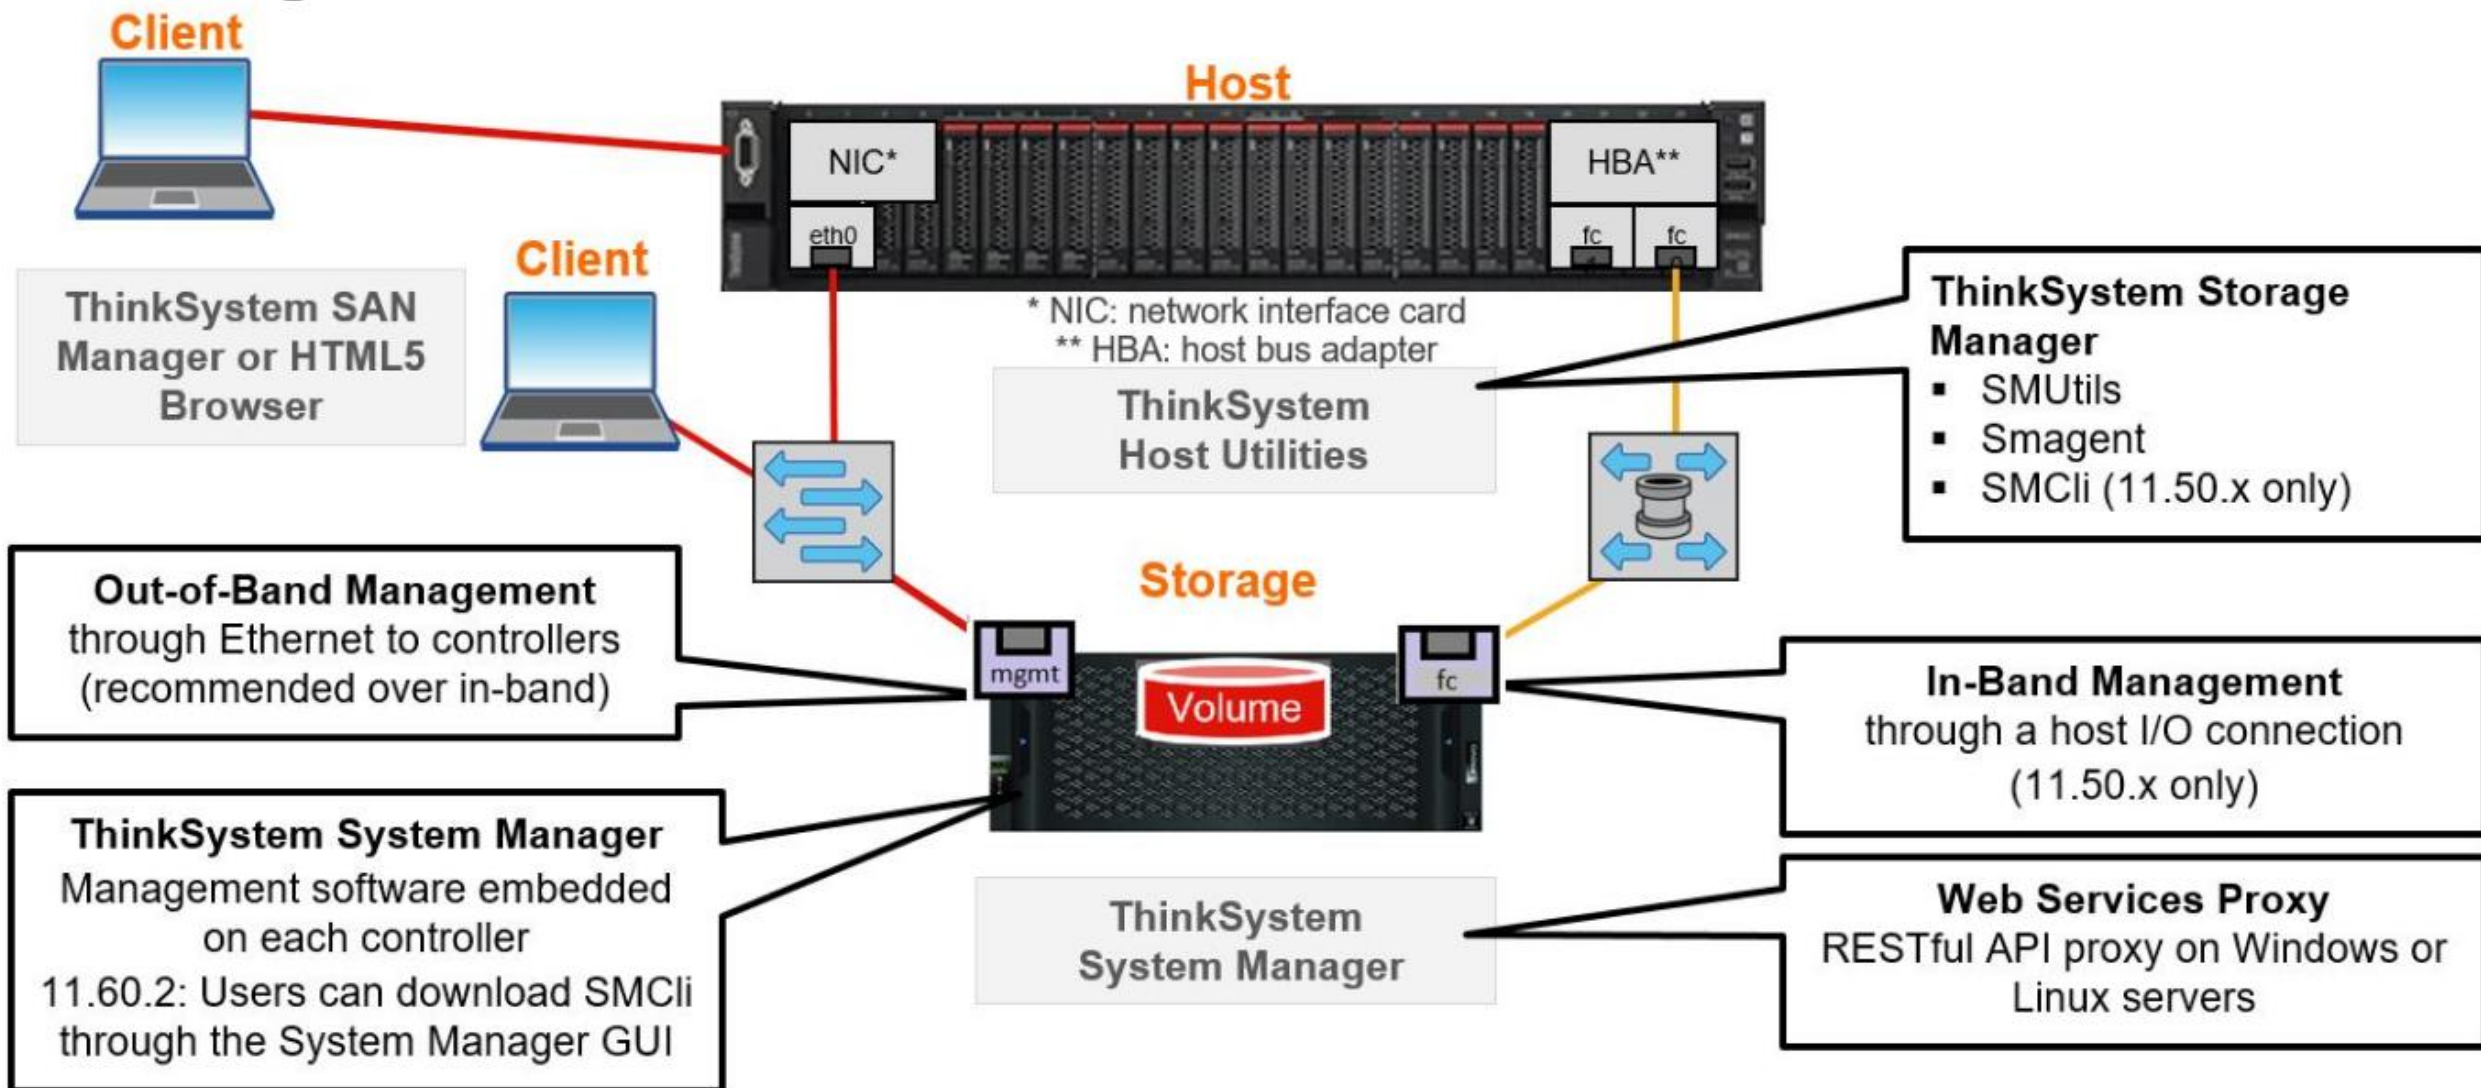 Client
Host
NIC*
HBA**
eth0
fc
fc
Client
ThinkSystem SAN
Manager or HTML5
Browser
* NIC: network interface card
** HBA: host bus adapter
ThinkSystem
Host Utilities
ThinkSystem Storage
Manager
▪ SMUtils
▪ Smagent
▪ SMCli (11.50.x only)
Out-of-Band Management
through Ethernet to controllers
(recommended over in-band)
Storage
mgmt
Volume
fc
In-Band Management
through a host I/O connection
(11.50.x only)
ThinkSystem System Manager
Management software embedded
on each controller
11.60.2: Users can download SMCli
through the System Manager GUI
ThinkSystem
System Manager
Web Services Proxy
RESTful API proxy on Windows or
Linux servers